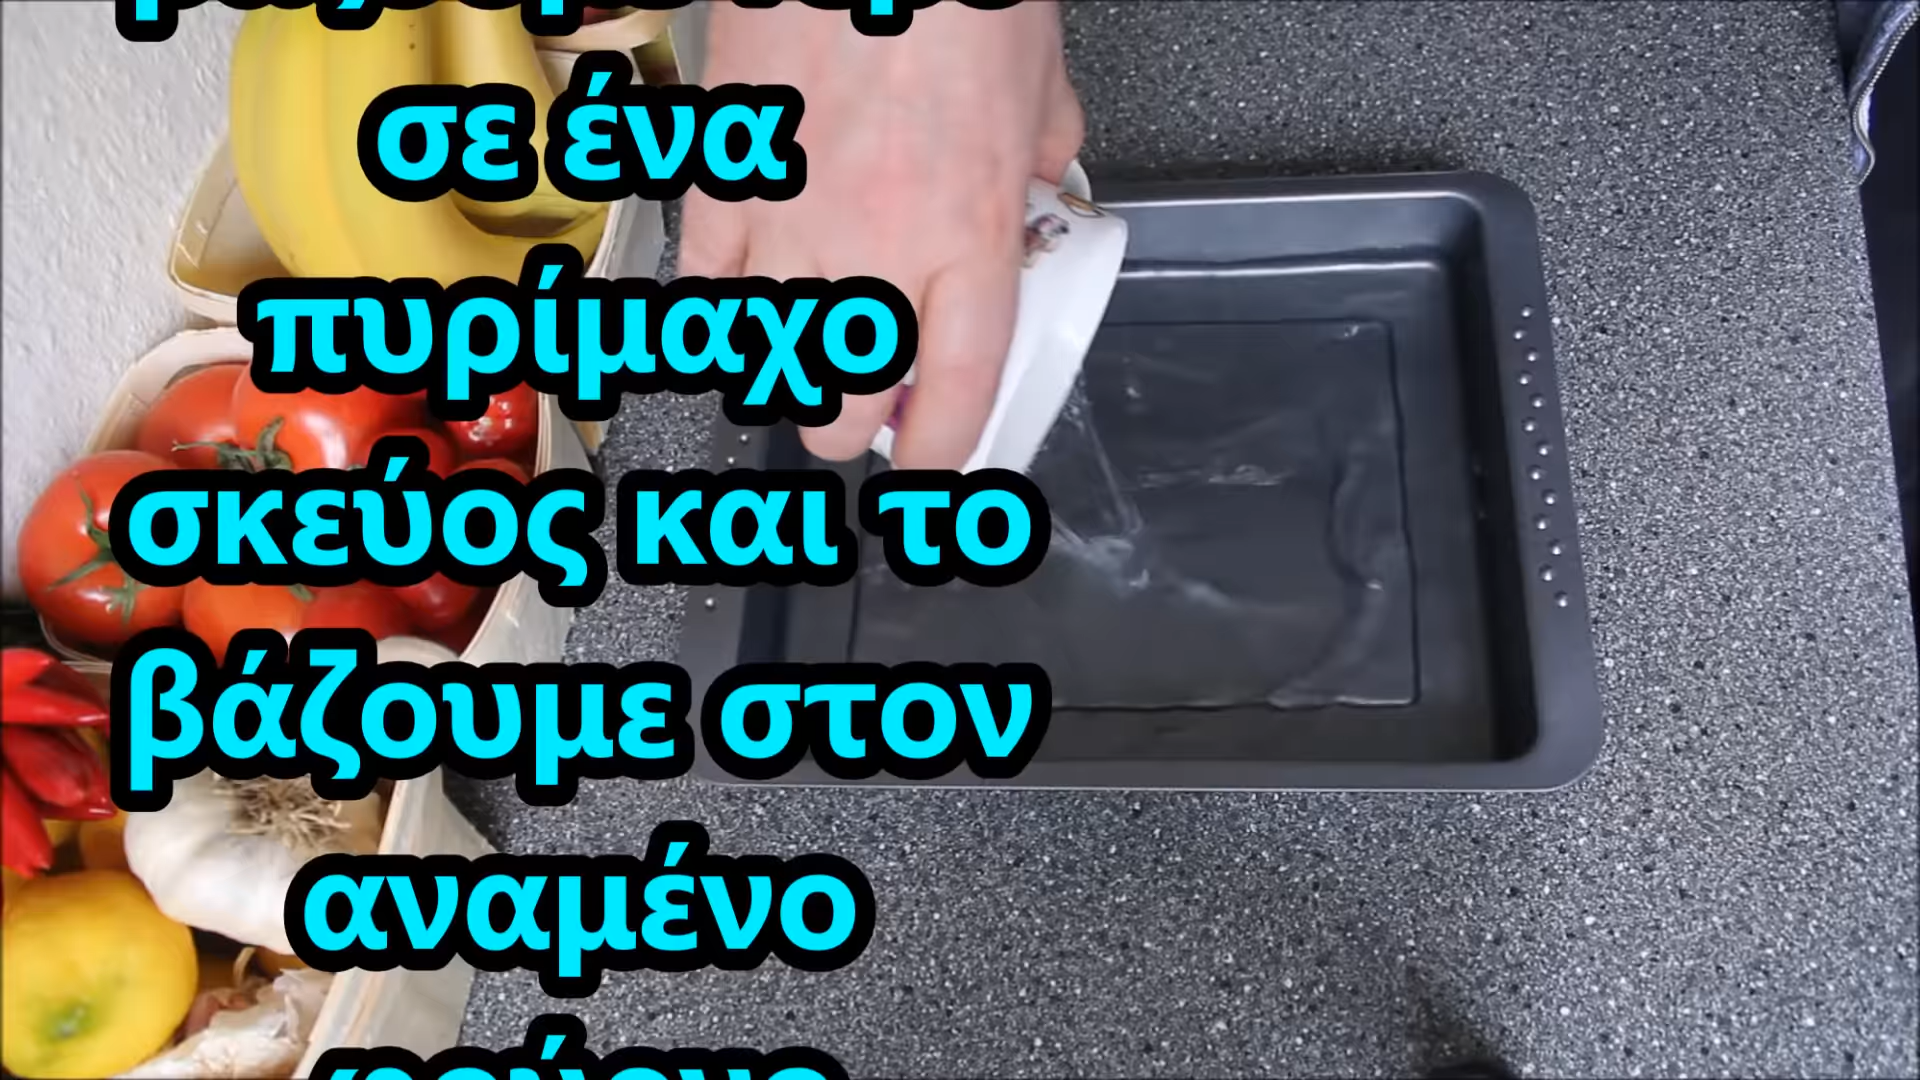 σε ένα
πυρίμαχο
σκεύος και το
βάζουμε στον
αναμένο